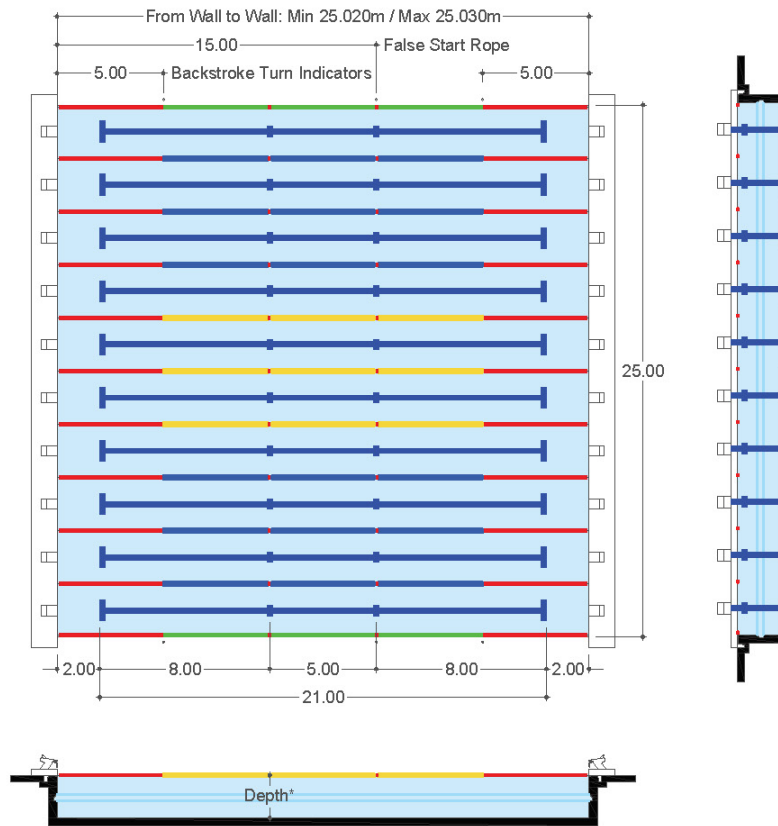 From Wall to Wall: Min 25.020m / Max 25.030m
15.00 False Start Rope
5.00 Backstroke Turn Indicators 5.00
25.00
2.00 8.00 5.00 8.00 2.00
21.00
Depth*